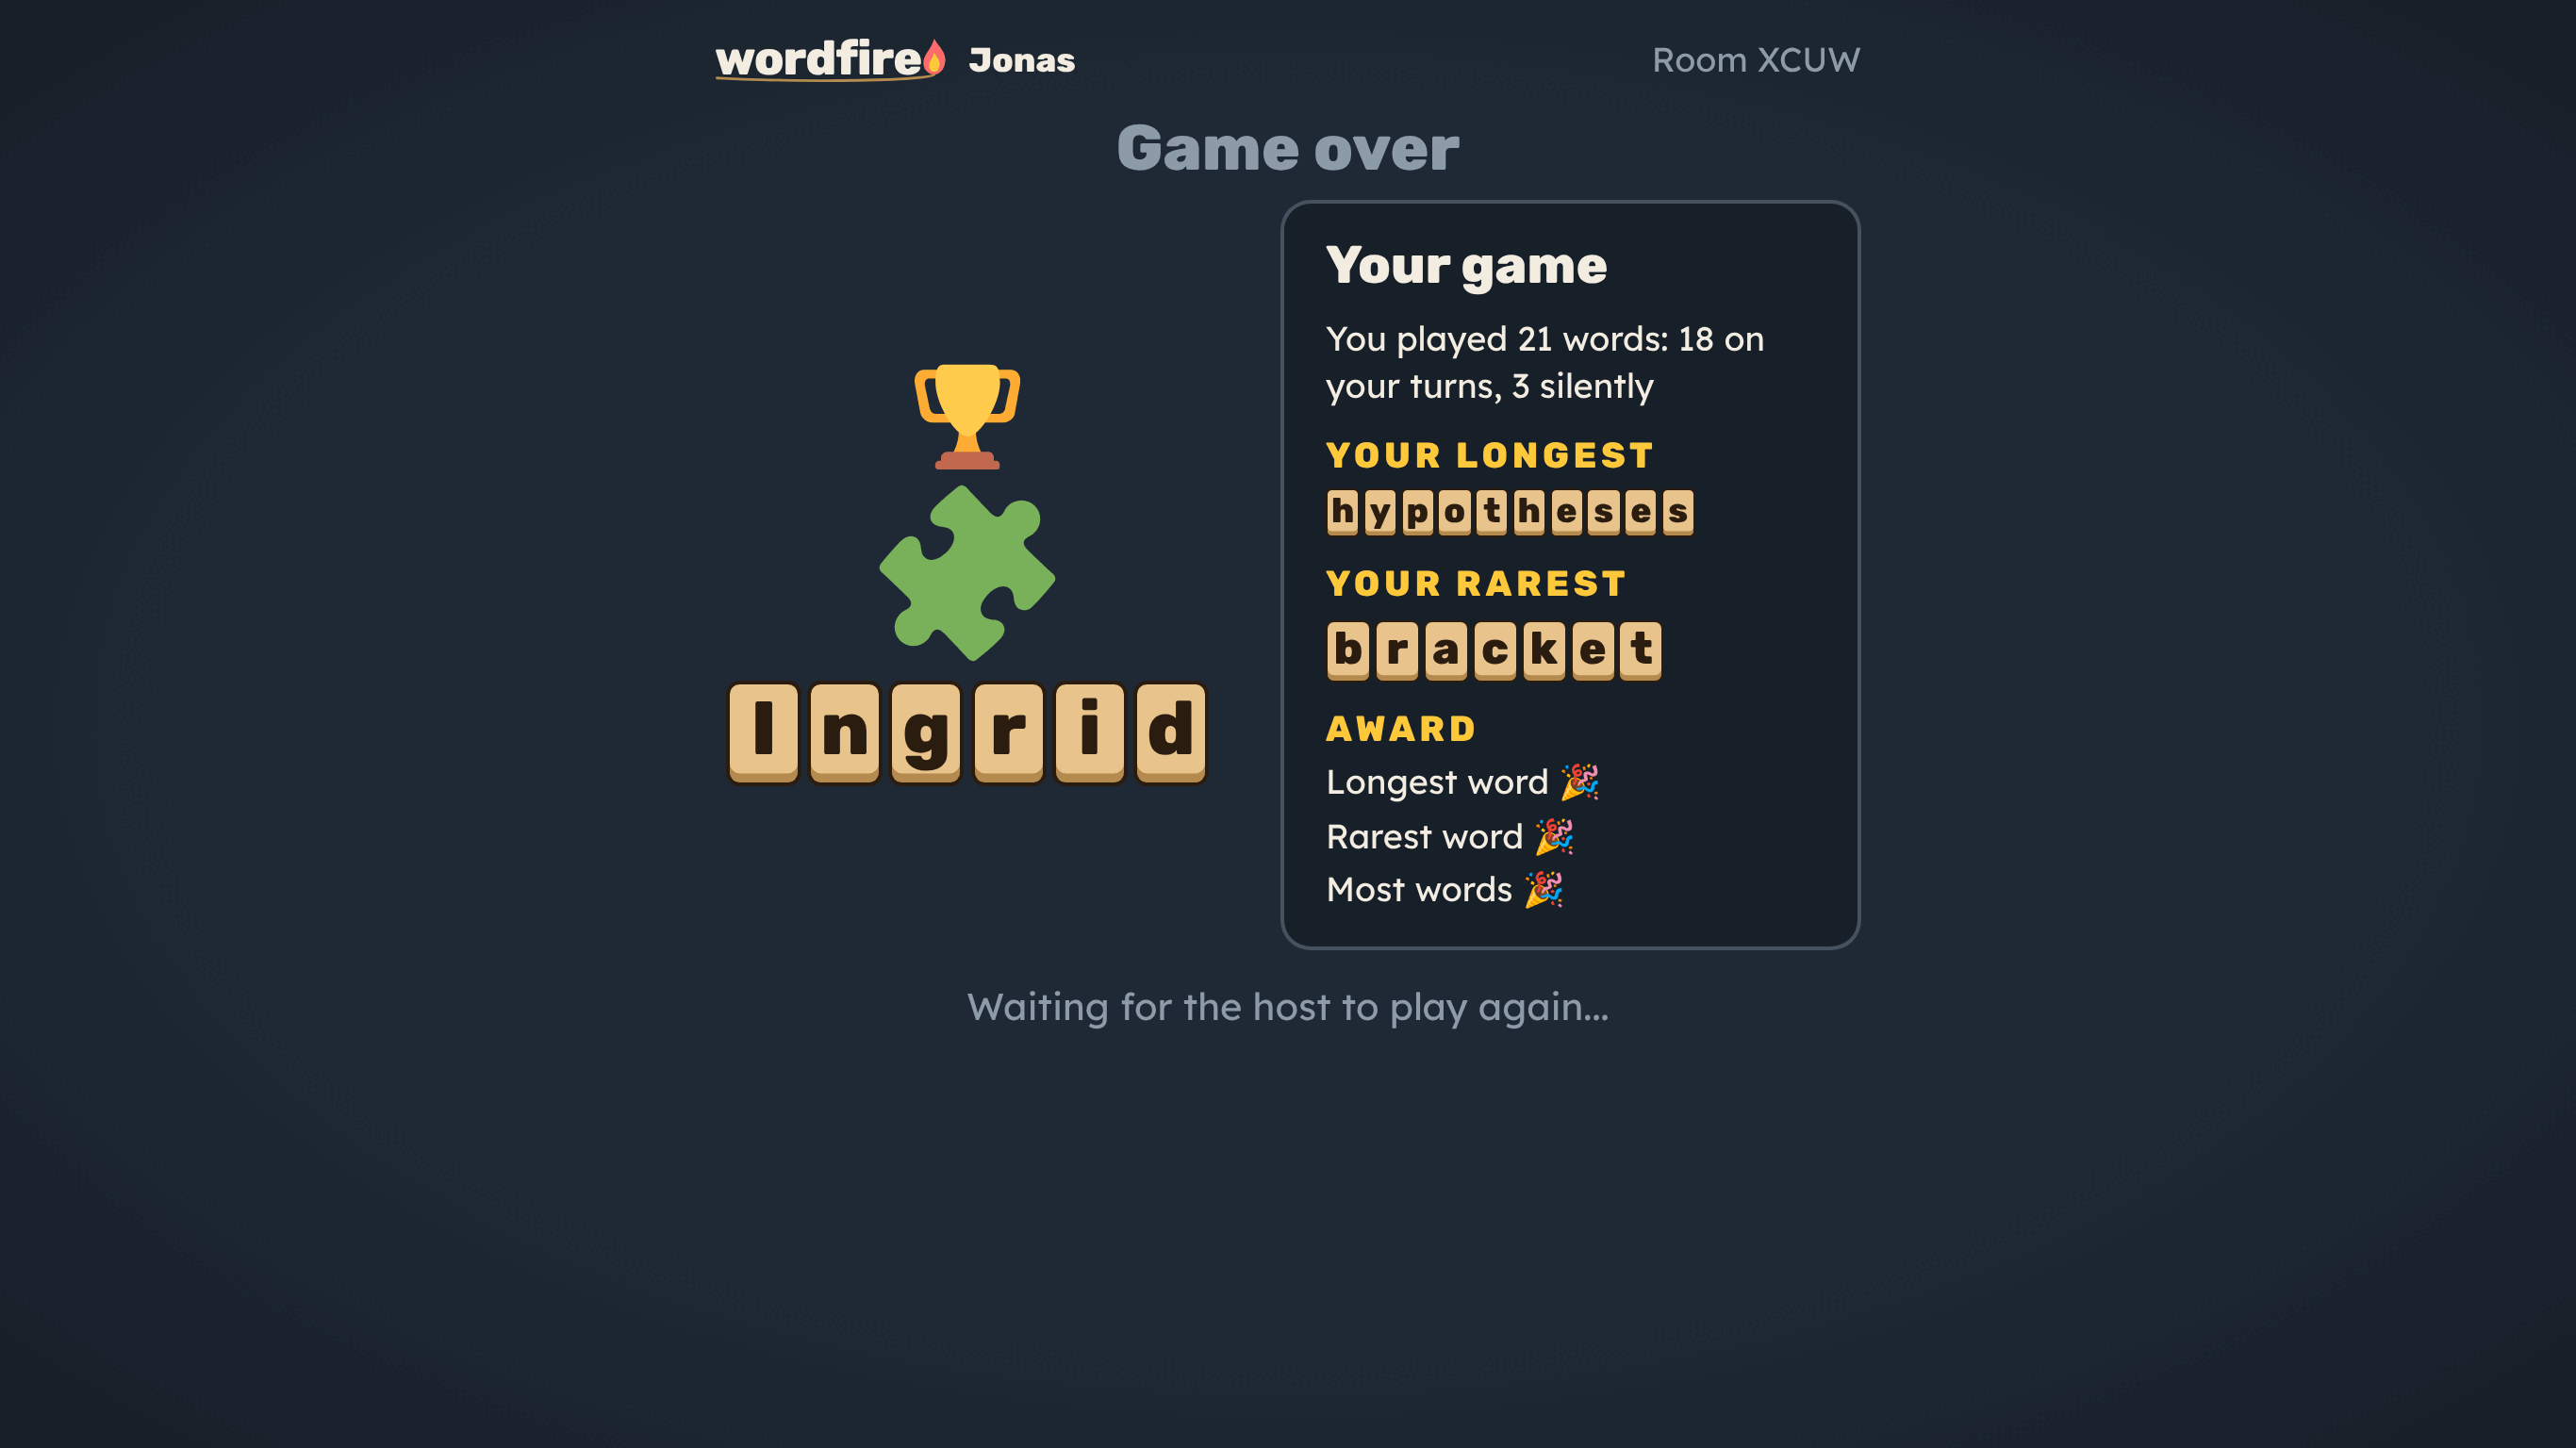 wordfire Jonas
Room XCUW
Game over
Ingrid
Your game
You played 21 words: 18 on
your turns, 3 silently
YOUR LONGEST
hypotheses
YOUR RAREST
bracket
AWARD
Longest word 🎉
Rarest word 🎉
Most words 🎉
Waiting for the host to play again...